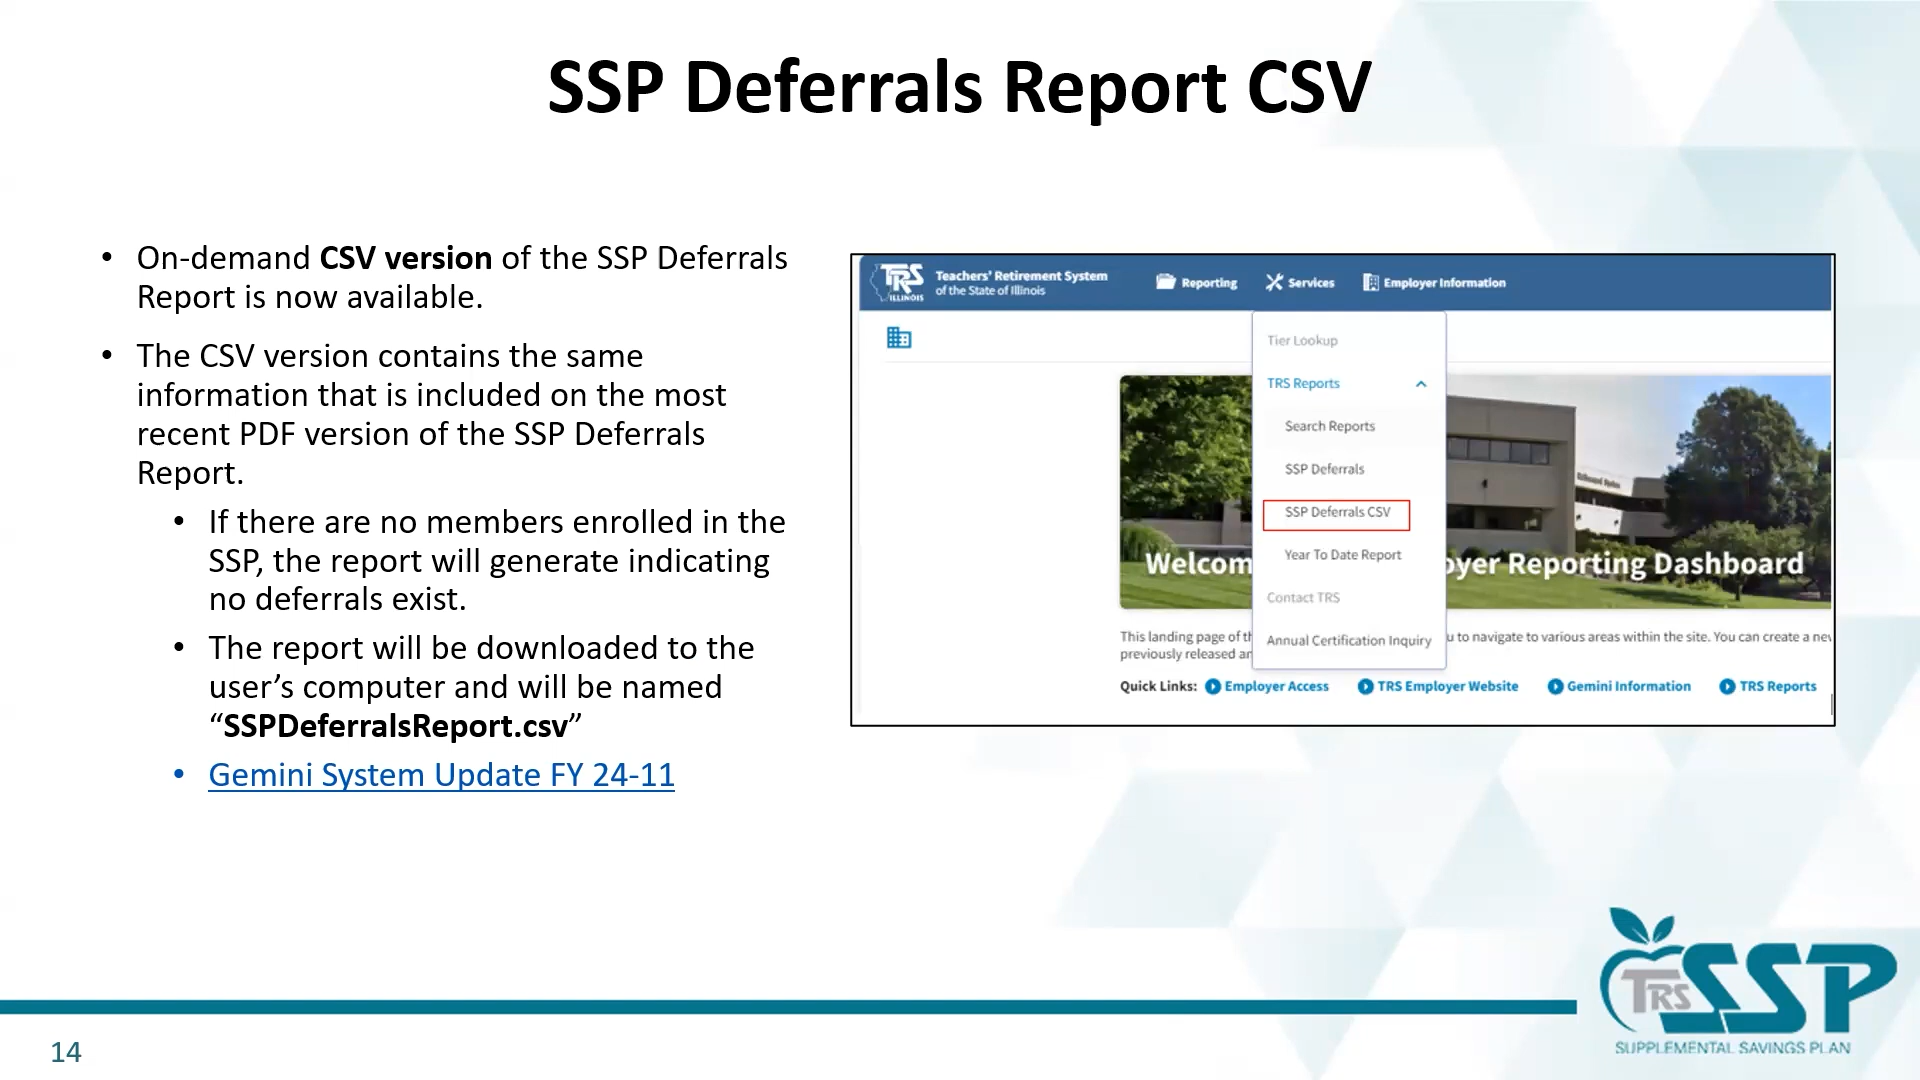 SSP Deferrals Report CSV
• On-demand CSV version of the SSP Deferrals
Report is now available.
• The CSV version contains the same
information that is included on the most
recent PDF version of the SSP Deferrals
Report.
• If there are no members enrolled in the
SSP, the report will generate indicating
no deferrals exist.
• The report will be downloaded to the
user’s computer and will be named
“SSPDeferralsReport.csv”
• Gemini System Update FY 24-11
TRS
ILLINOIS
Teachers' Retirement System
of the State of Illinois
Reporting
Services
Employer Information
Tier Lookup
TRS Reports
Search Reports
SSP Deferrals
SSP Deferrals CSV
Year To Date Report
Contact TRS
Annual Certification Inquiry
Welcom
oyer Reporting Dashboard
This landing page of th
u to navigate to various areas within the site. You can create a new
previously released an
Quick Links: Employer Access TRS Employer Website Gemini Information TRS Reports
TRS SSP
SUPPLEMENTAL SAVINGS PLAN
14